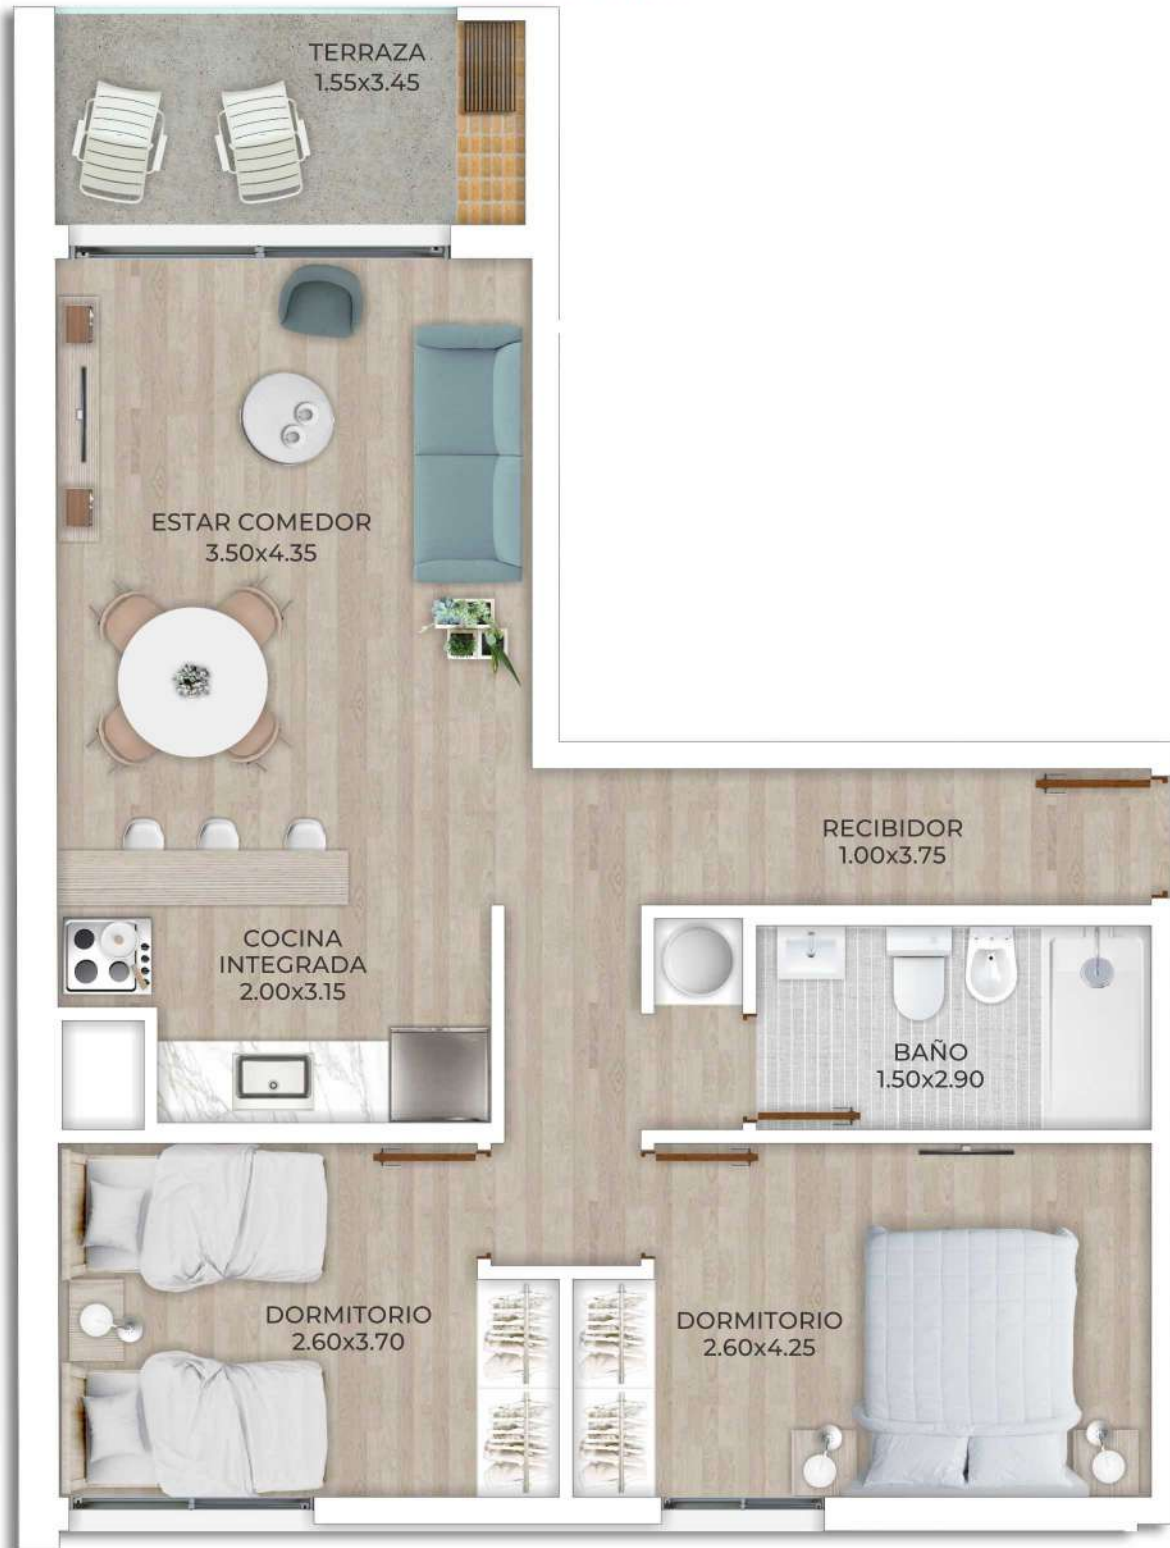 TERRAZA
1.55x3.45
ESTAR COMEDOR
3.50x4.35
RECIBIDOR
1.00x3.75
COCINA
INTEGRADA
2.00x3.15
BAÑO
1.50x2.90
DORMITORIO
2.60x3.70
DORMITORIO
2.60x4.25